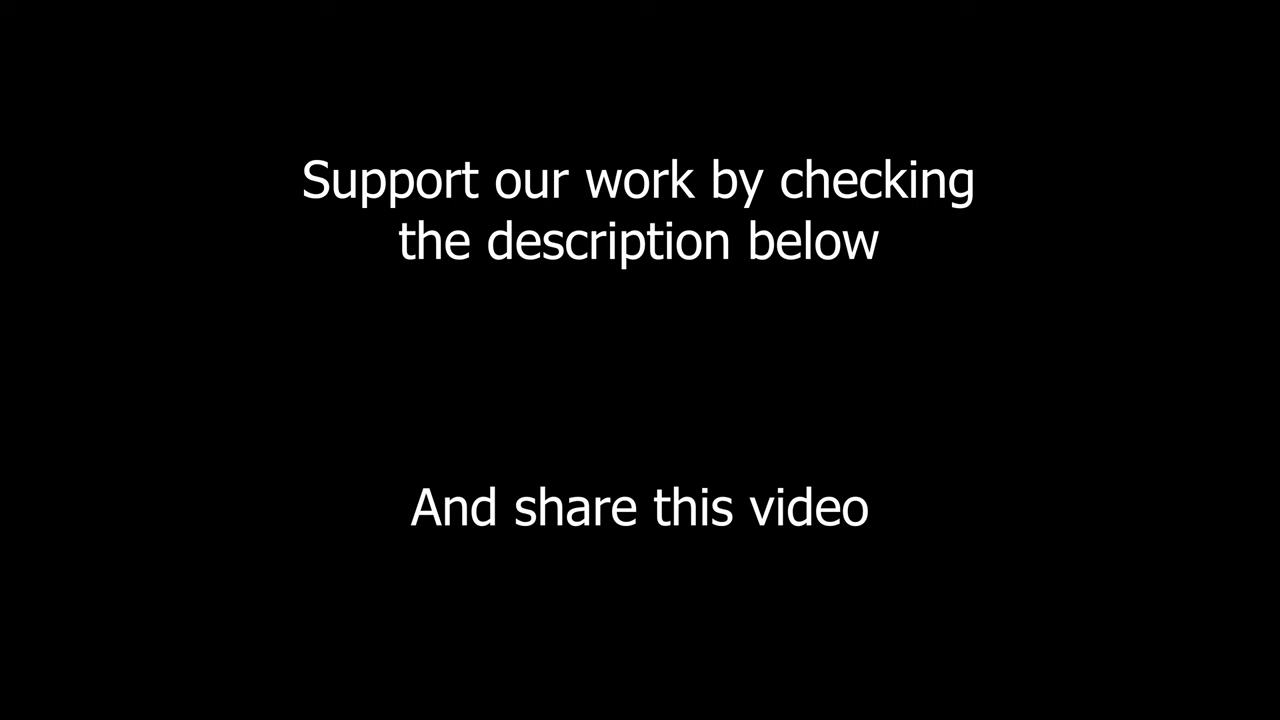 Support our work by checking
the description below
And share this video